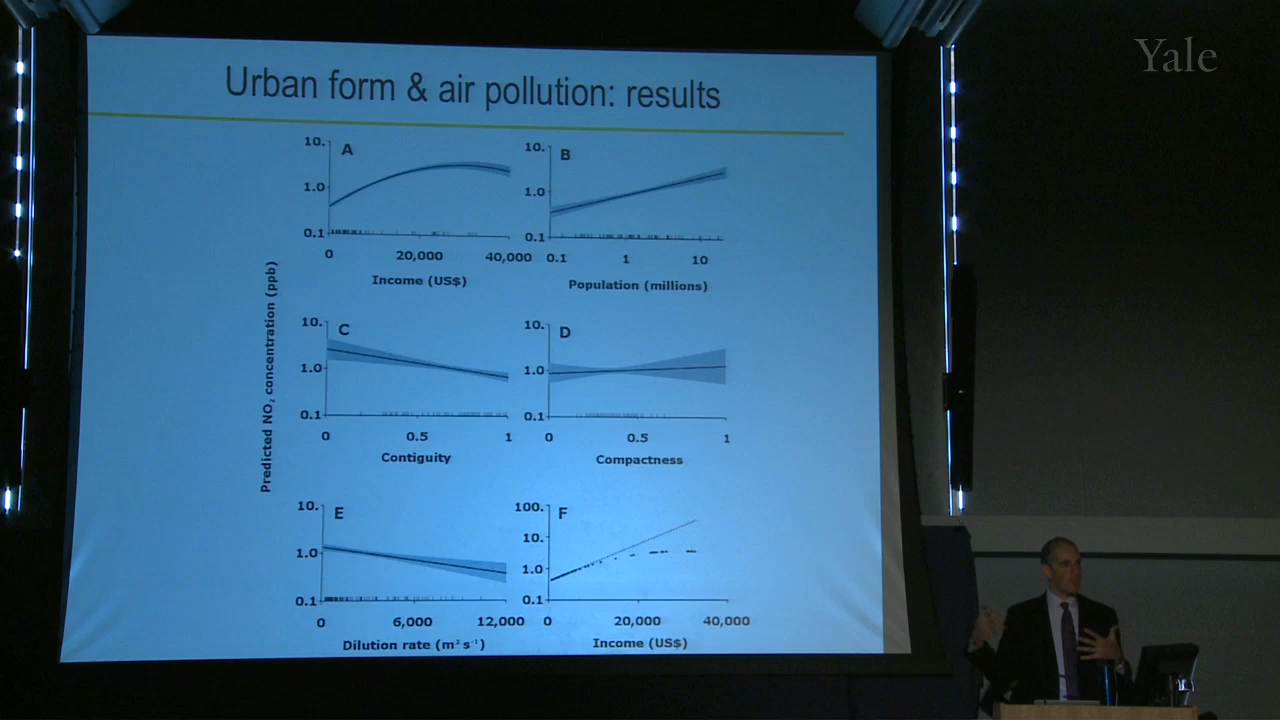 Yale
Urban form & air pollution: results
Predicted NO₂ concentration (ppb)
A
10.
1.0
0.1
0 20,000 40,000
Income (US$)
B
10.
1.0
0.1
0.1 1 10
Population (millions)
C
10.
1.0
0.1
0 0.5 1
Contiguity
D
10.
1.0
0.1
0 0.5 1
Compactness
E
10.
1.0
0.1
0 6,000 12,000
Dilution rate (m² s⁻¹)
F
100.
10.
1.0
0.1
0 20,000 40,000
Income (US$)